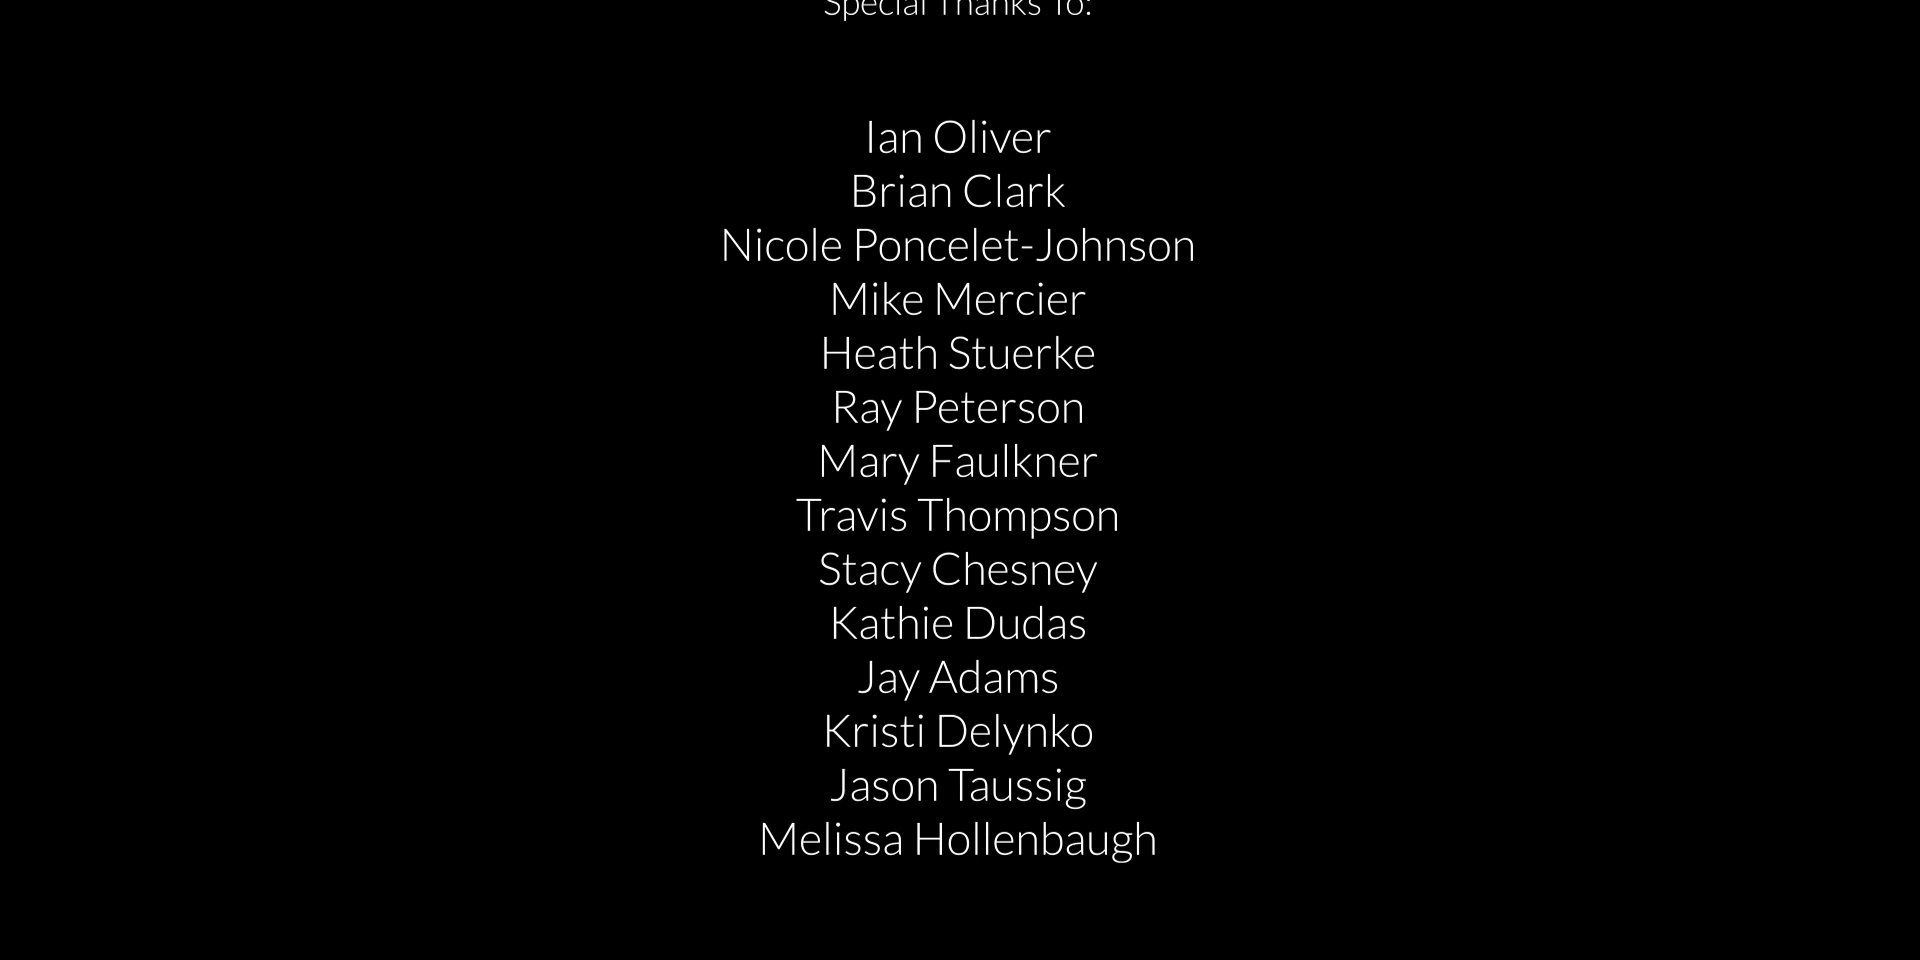 Special Thanks To:
Ian Oliver
Brian Clark
Nicole Poncelet-Johnson
Mike Mercier
Heath Stuerke
Ray Peterson
Mary Faulkner
Travis Thompson
Stacy Chesney
Kathie Dudas
Jay Adams
Kristi Delynko
Jason Taussig
Melissa Hollenbaugh